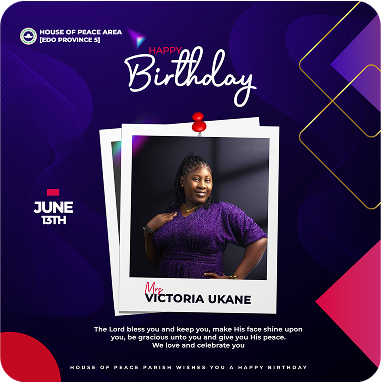 HOUSE OF PEACE AREA
[EDO PROVINCE 5]
HAPPY
Birthday
JUNE
13TH
Mrs
VICTORIA UKANE
The Lord bless you and keep you, make His face shine upon
you, be gracious unto you and give you His peace.
We love and celebrate you
HOUSE OF PEACE PARISH WISHES YOU A HAPPY BIRTHDAY